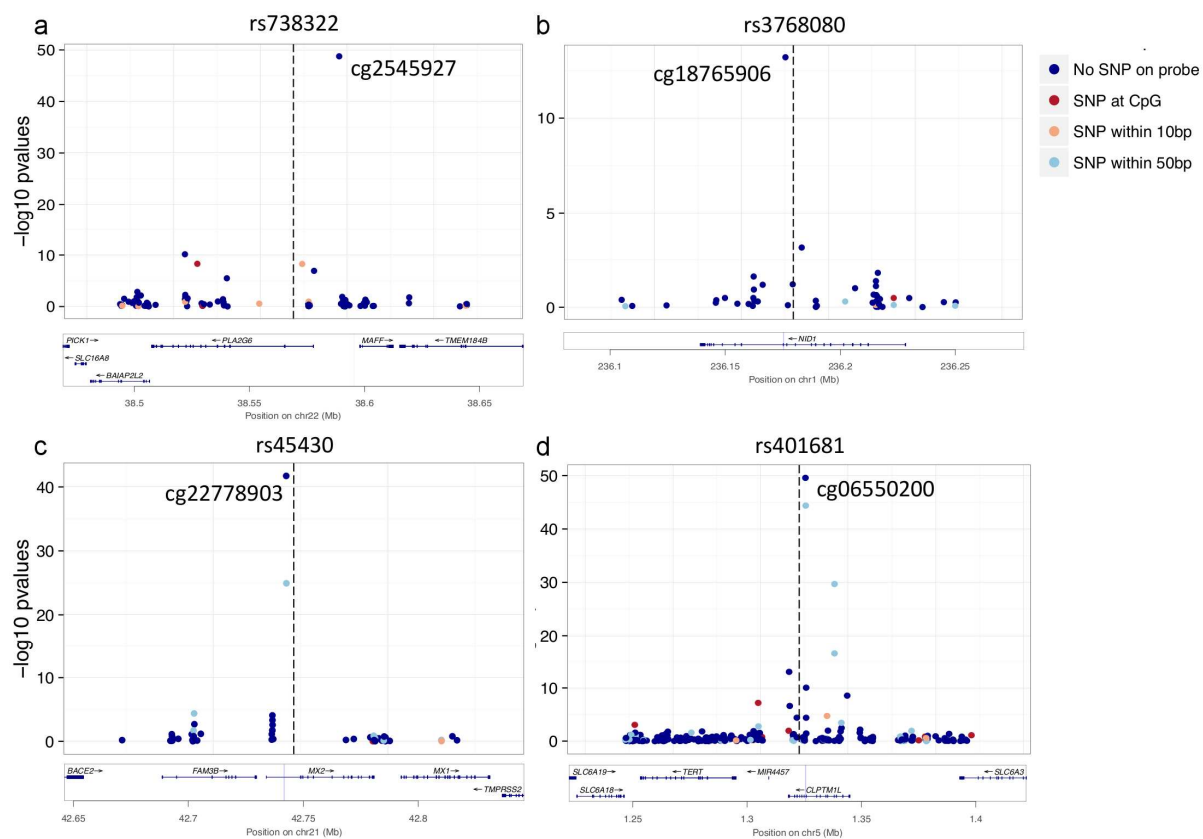 a
rs738322
cg2545927
−log10 pvalues
50
40
30
20
10
0
PICK1→
←SLC16A8
←BAIAP2L2
←PLA2G6
MAFF→
←TMEM184B
38.5
38.55
38.6
38.65
Position on chr22 (Mb)
b
rs3768080
cg18765906
10
5
0
←NID1
236.1
236.15
236.2
236.25
Position on chr1 (Mb)
No SNP on probe
SNP at CpG
SNP within 10bp
SNP within 50bp
c
rs45430
cg22778903
−log10 pvalues
40
30
20
10
0
BACE2→
FAM3B→
MX2→
MX1→
←TMPRSS2
42.65
42.7
42.75
42.8
Position on chr21 (Mb)
d
rs401681
cg06550200
50
40
30
20
10
0
SLC6A19→
SLC6A18→
←TERT
←MIR4457
←CLPTM1L
←SLC6A3
1.25
1.3
1.35
1.4
Position on chr5 (Mb)